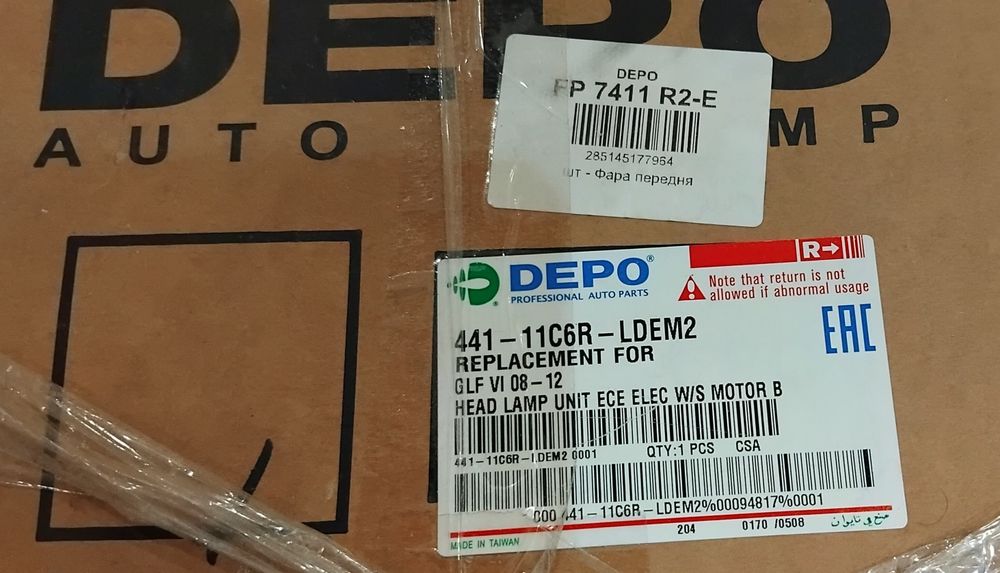 DEPO
AUTO MP
DEPO
FP 7411 R2-E
285145177964
шт - Фара передня
R→
DEPO®
PROFESSIONAL AUTO PARTS
Note that return is not
allowed if abnormal usage
441-11C6R-LDEM2
REPLACEMENT FOR
GLF VI 08-12
HEAD LAMP UNIT ECE ELEC W/S MOTOR B
EAC
441-11C6R-LDEM2 0001
QTY:1 PCS CSA
000 441-11C6R-LDEM2%00094817%0001
204 0170 /0508
صنع في تايوان
MADE IN TAIWAN